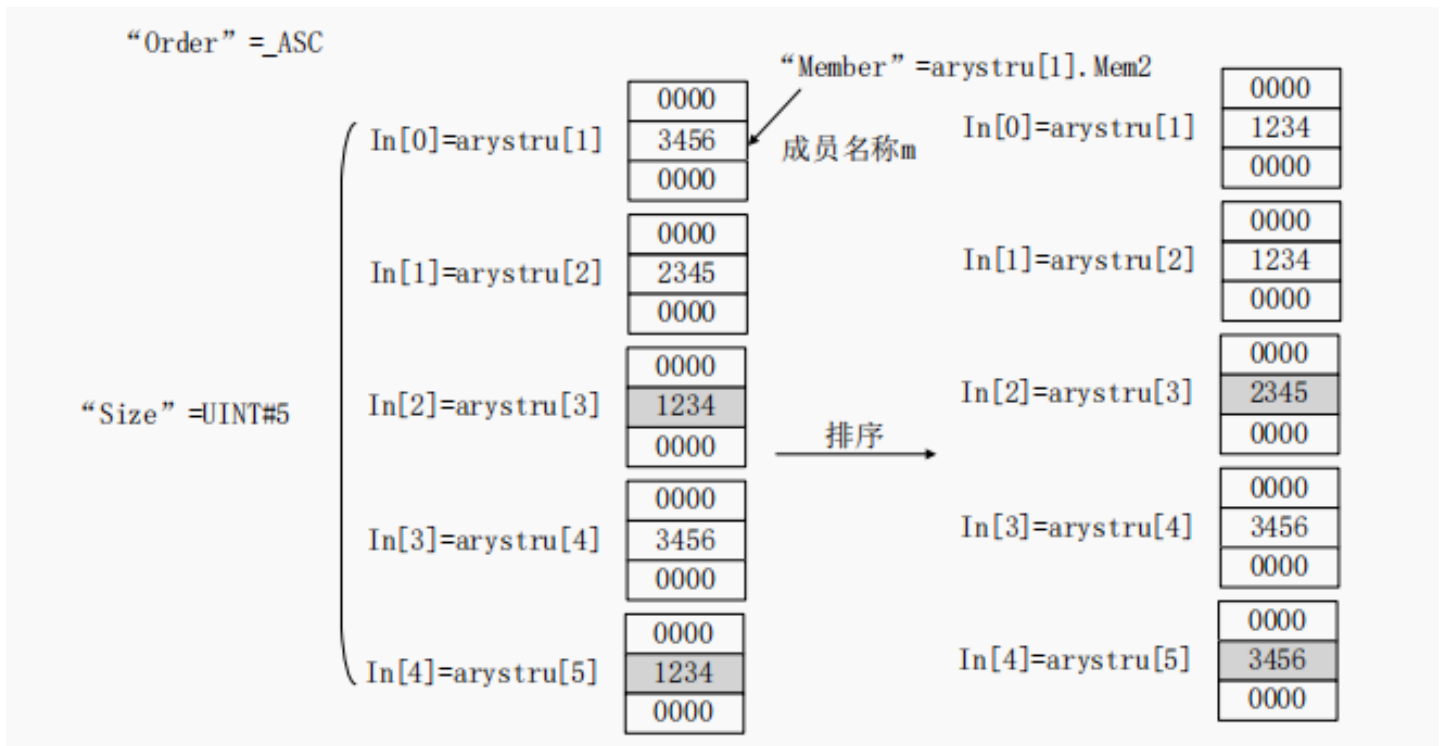 “Order”=_ASC
“Member”=arystru[1].Mem2
成员名称m
“Size”=UINT#5
In[0]=arystru[1]
0000
3456
0000
In[1]=arystru[2]
0000
2345
0000
In[2]=arystru[3]
0000
1234
0000
In[3]=arystru[4]
0000
3456
0000
In[4]=arystru[5]
0000
1234
0000
排序
In[0]=arystru[1]
0000
1234
0000
In[1]=arystru[2]
0000
1234
0000
In[2]=arystru[3]
0000
2345
0000
In[3]=arystru[4]
0000
3456
0000
In[4]=arystru[5]
0000
3456
0000